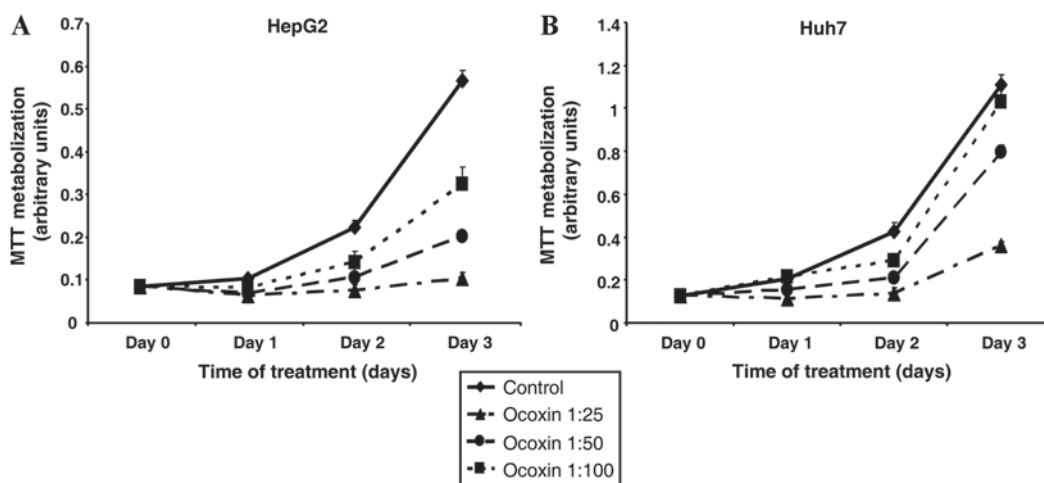 A
HepG2
MTT metabolization
(arbitrary units)
0.7
0.6
0.5
0.4
0.3
0.2
0.1
0
Day 0 Day 1 Day 2 Day 3
Time of treatment (days)
B
Huh7
MTT metabolization
(arbitrary units)
1.4
1.2
1
0.8
0.6
0.4
0.2
0
Day 0 Day 1 Day 2 Day 3
Time of treatment (days)
Control
Ocoxin 1:25
Ocoxin 1:50
Ocoxin 1:100